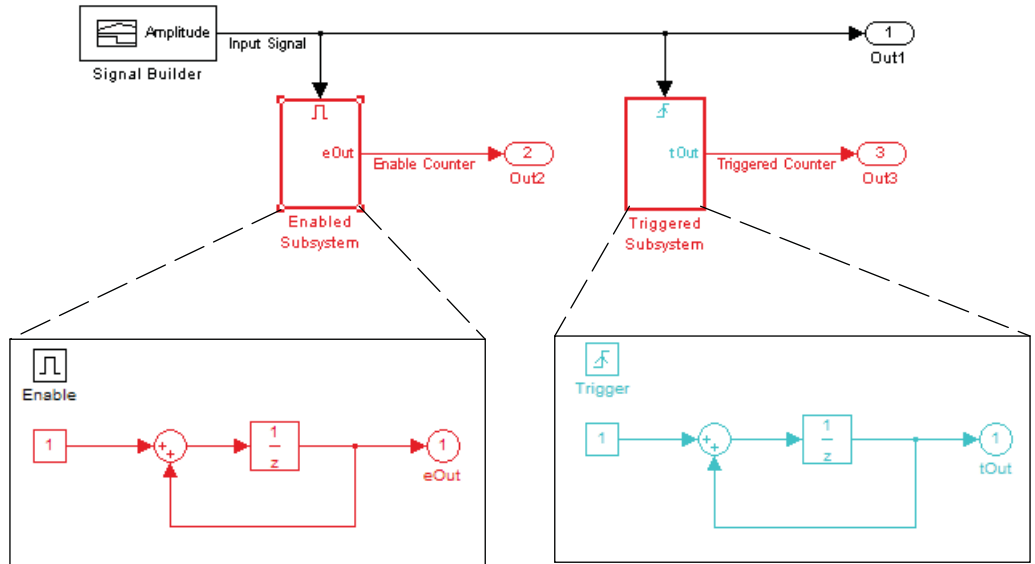 Amplitude
Input Signal
Signal Builder
1
Out1
eOut
Enable Counter
2
Out2
Enabled
Subsystem
tOut
Triggered Counter
3
Out3
Triggered
Subsystem
Enable
1
+
+
1
z
1
eOut
Trigger
1
+
+
1
z
1
tOut